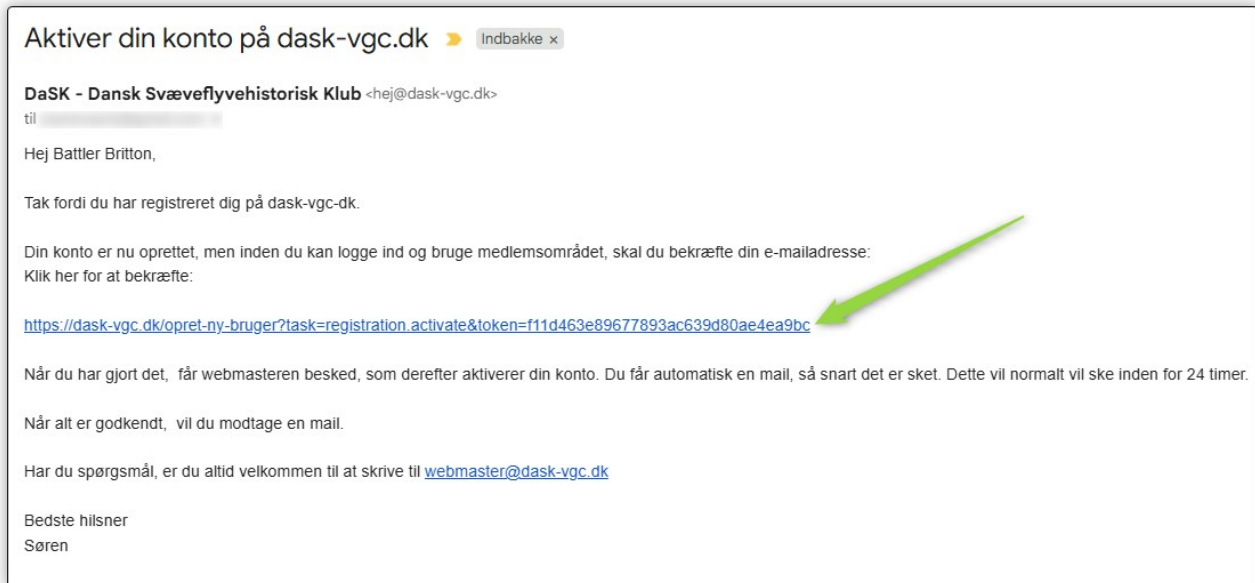 Aktiver din konto på dask-vgc.dk Indbakke ×
DaSK - Dansk Svæveflyvehistorisk Klub <hej@dask-vgc.dk>
til
Hej Battler Britton,
Tak fordi du har registreret dig på dask-vgc-dk.
Din konto er nu oprettet, men inden du kan logge ind og bruge medlemsområdet, skal du bekræfte din e-mailadresse:
Klik her for at bekræfte:
https://dask-vgc.dk/opret-ny-bruger?task=registration.activate&token=f11d463e89677893ac639d80ae4ea9bc
Når du har gjort det,  får webmasteren besked, som derefter aktiverer din konto. Du får automatisk en mail, så snart det er sket. Dette vil normalt vil ske inden for 24 timer.
Når alt er godkendt,  vil du modtage en mail.
Har du spørgsmål, er du altid velkommen til at skrive til webmaster@dask-vgc.dk
Bedste hilsner
Søren